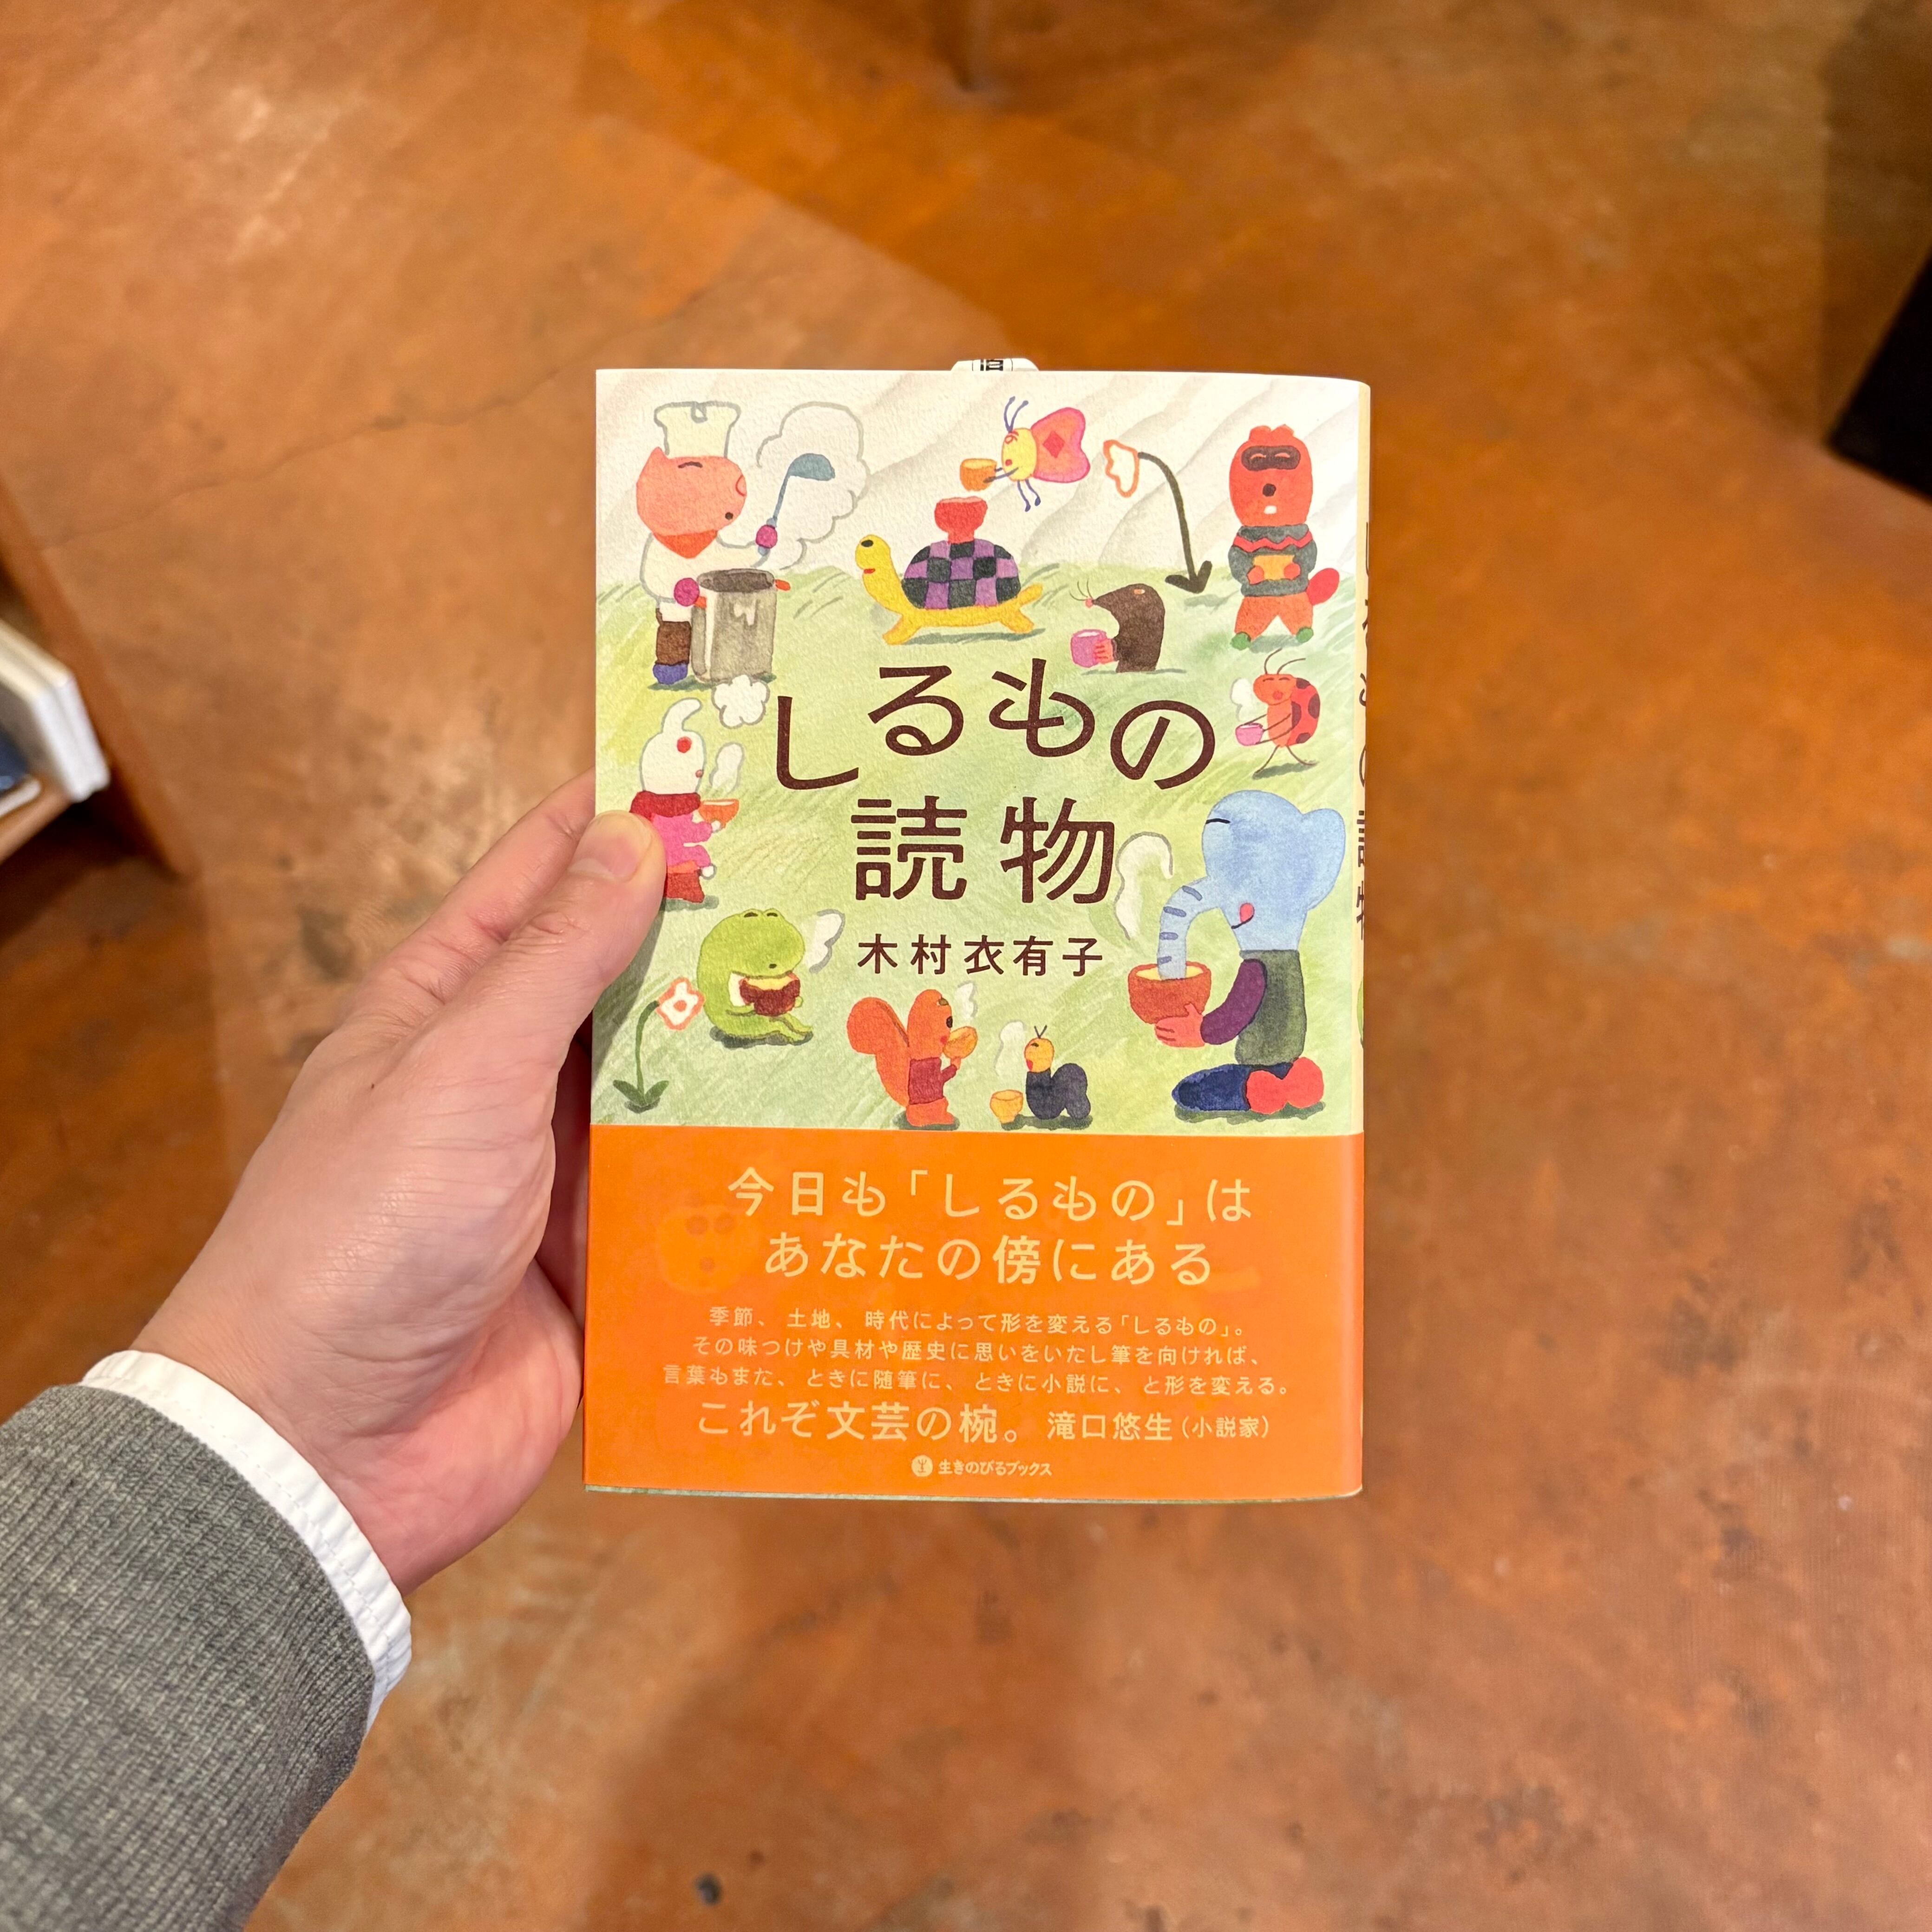 しるもの
読物
木村衣有子
今日も「しるもの」は
あなたの傍にある
季節、土地、時代によって形を変える「しるもの」。
その味つけや具材や歴史に思いをいたし筆を向ければ、
言葉もまた、ときに随筆に、ときに小説に、と形を変える。
これぞ文芸の椀。滝口悠生（小説家）
生きのびるブックス